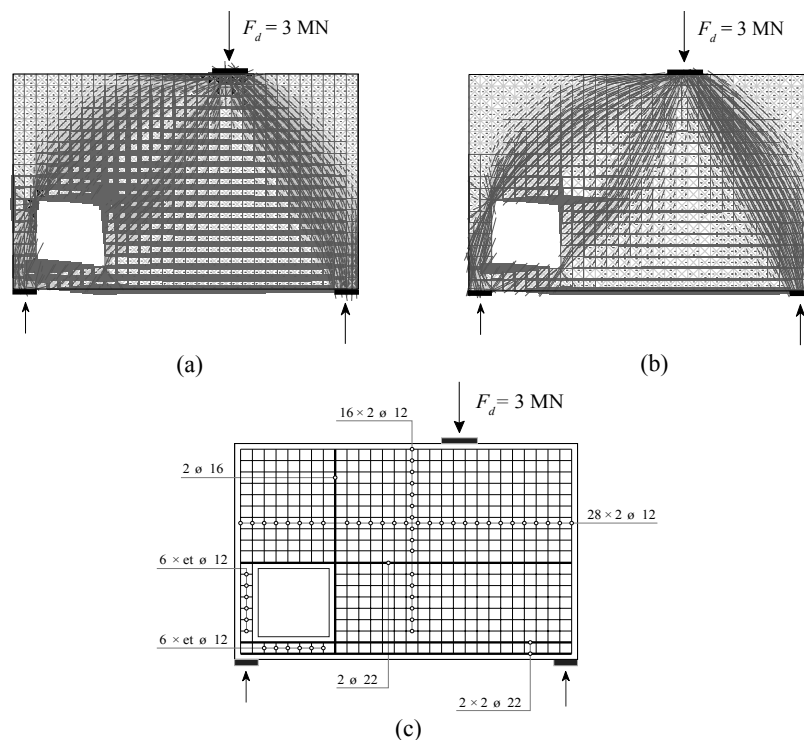 F_d = 3 MN
F_d = 3 MN
(a)
(b)
F_d = 3 MN
16 × 2 ø 12
2 ø 16
28 × 2 ø 12
6 × et ø 12
6 × et ø 12
2 ø 22
2 × 2 ø 22
(c)